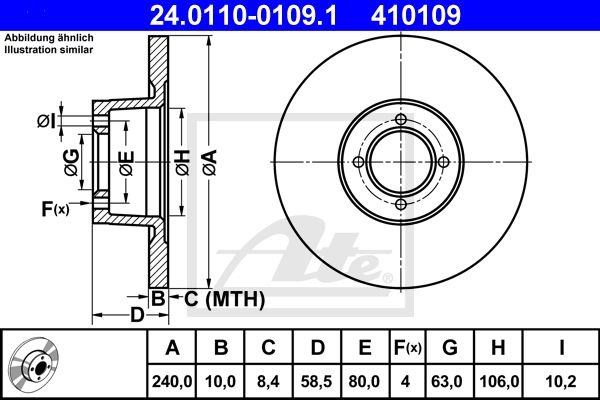 24.0110-0109.1 410109
Abbildung ähnlich
Illustration similar
ØI
ØG
ØE
ØH
ØA
F(x)
B
C (MTH)
D
Ate
®
A B C D E F(x) G H I
240,0 10,0 8,4 58,5 80,0 4 63,0 106,0 10,2